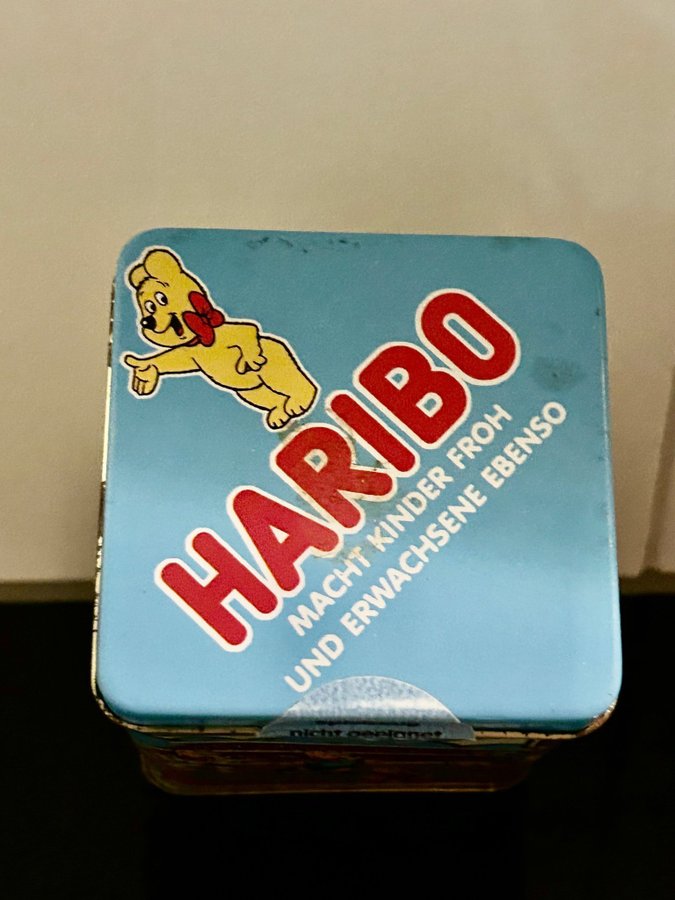 HARIBO
MACHT KINDER FROH
UND ERWACHSENE EBENSO
nicht geeignet